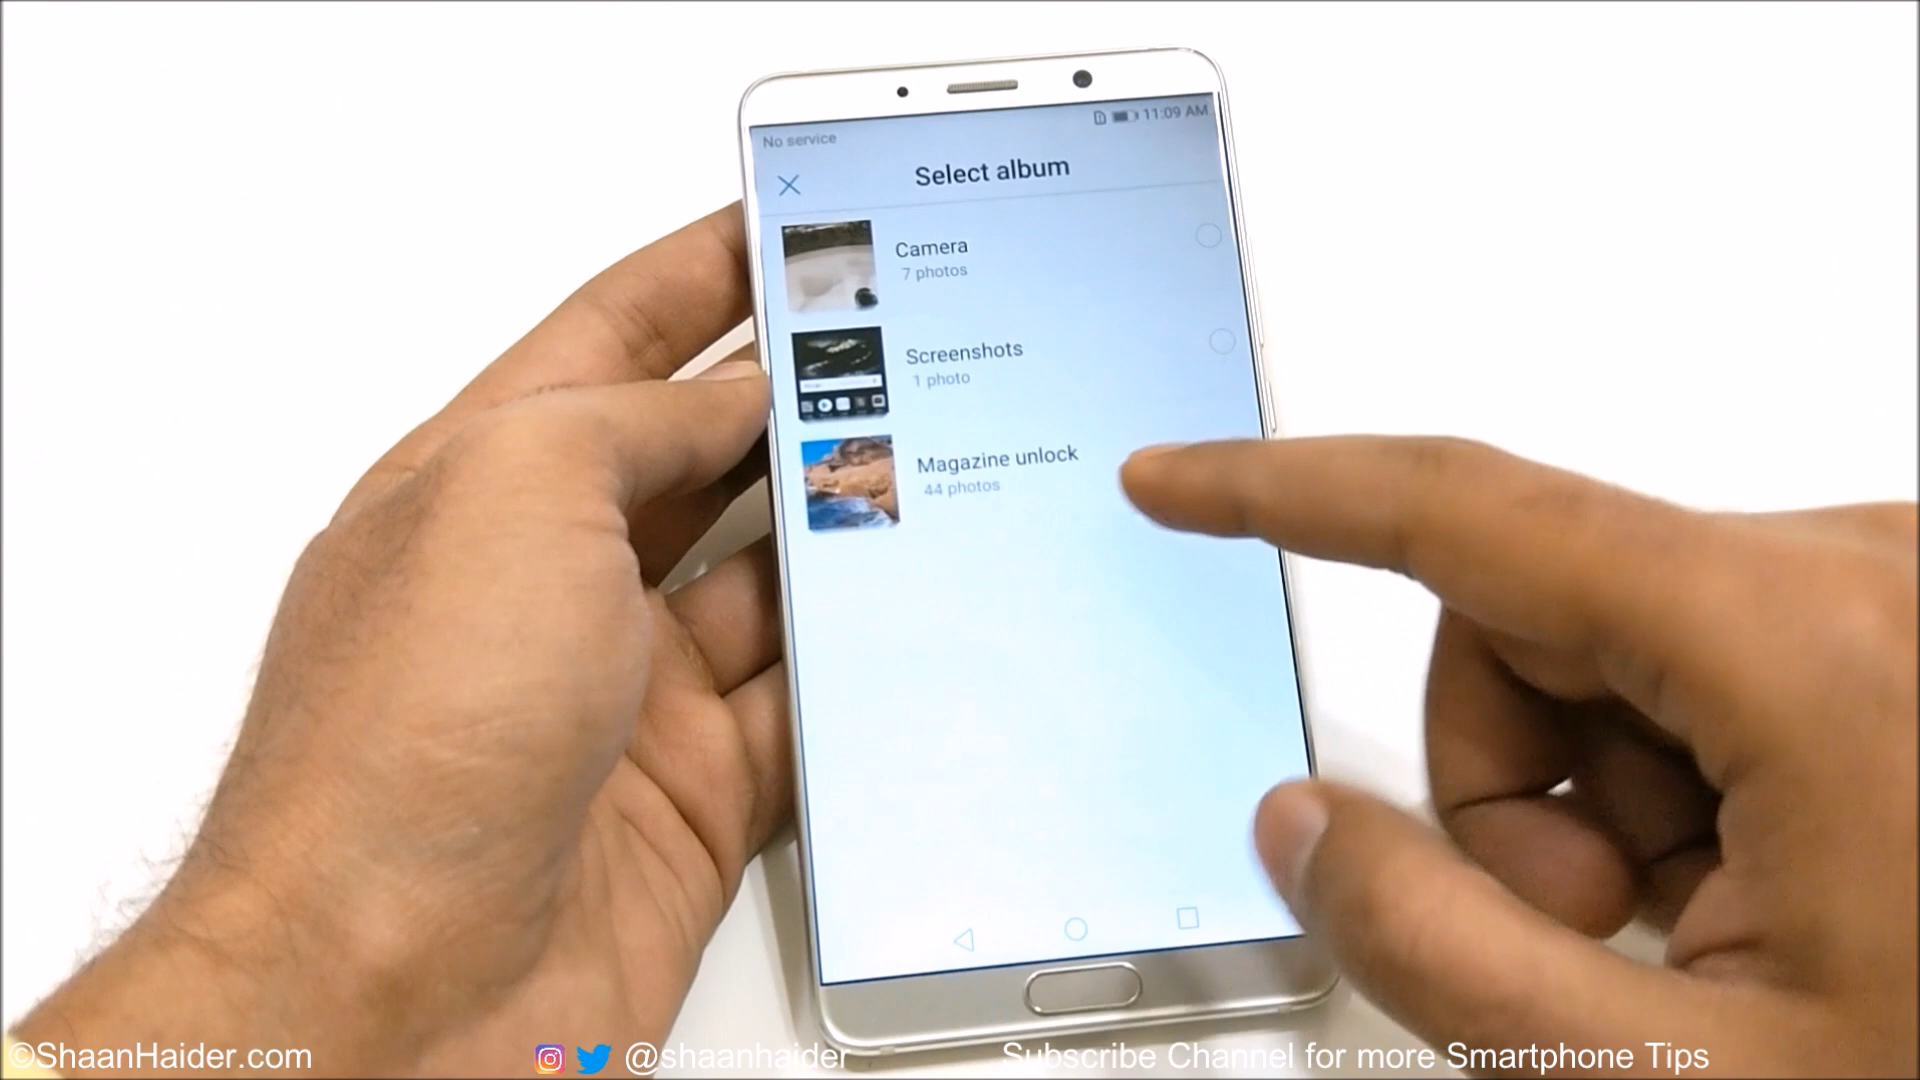 No service
11:09 AM
Select album
Camera
7 photos
Screenshots
1 photo
Magazine unlock
44 photos
©ShaanHaider.com
@shaanhaider
Subscribe Channel for more Smartphone Tips